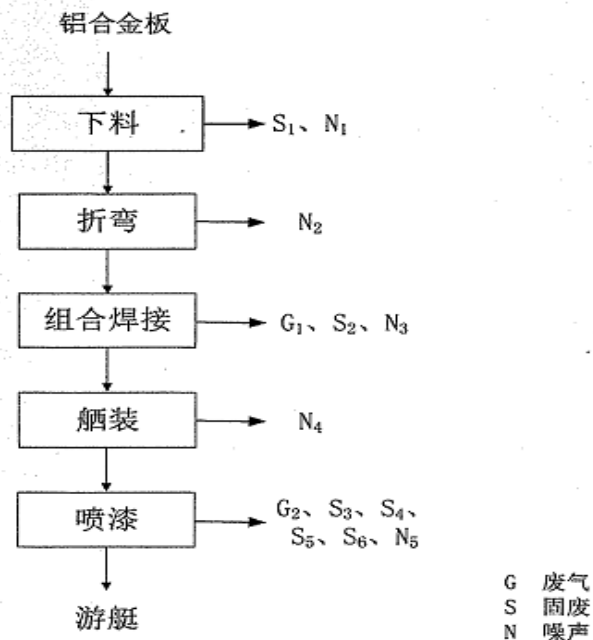 铝合金板
下料
S₁、N₁
折弯
N₂
组合焊接
G₁、S₂、N₃
舾装
N₄
喷漆
G₂、S₃、S₄、
S₅、S₆、N₅
游艇
G 废气
S 固废
N 噪声